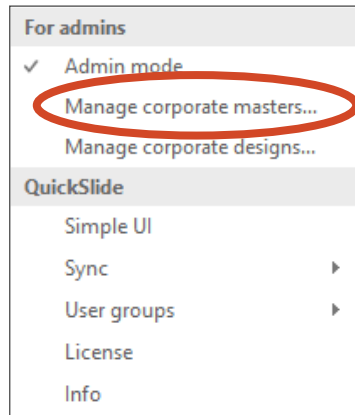 For admins
✓ Admin mode
Manage corporate masters...
Manage corporate designs...
QuickSlide
Simple UI
Sync
User groups
License
Info